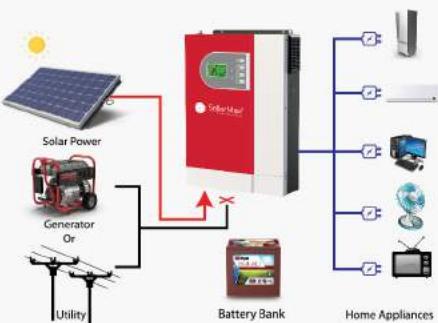 Solar Power
Generator
Or
Utility
Battery Bank
Home Appliances